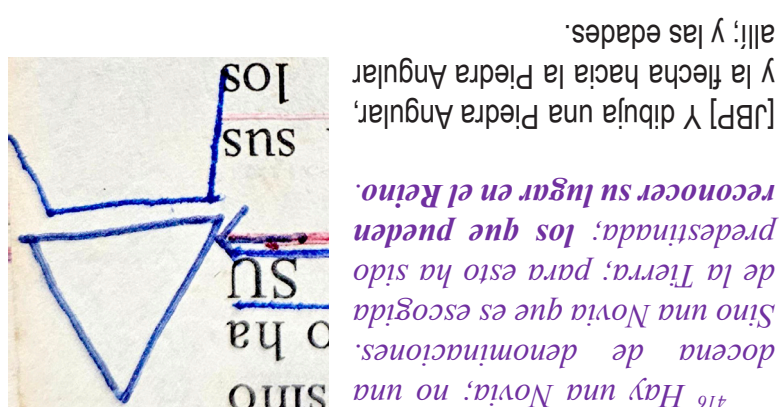 416 Hay una Novia; no una
docena de denominaciones.
Sino una Novia que es escogida
de la Tierra; para esto ha sido
predestinada; los que pueden
reconocer su lugar en el Reino.
[JBP] Y dibuja una Piedra Angular,
y la flecha hacia la Piedra Angular
allí; y las edades.
sino
o ha
SU
sus
los